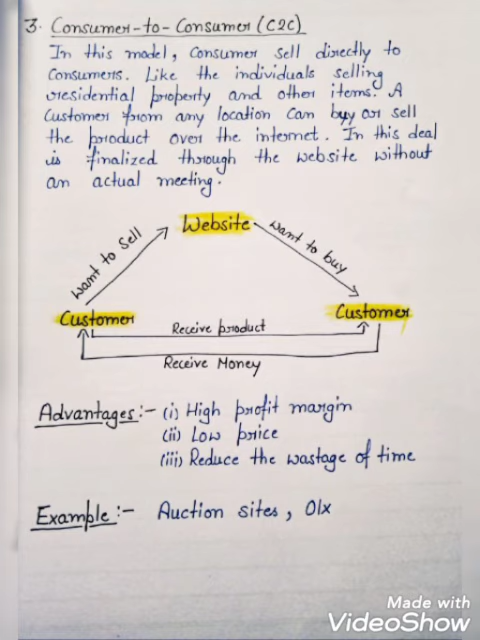 3. Consumer-to-Consumer (C2C)
In this model, Consumer sell directly to
Consumers. Like the individuals selling
residential property and other items. A
Customer from any location can buy or sell
the product over the internet. In this deal
is finalized through the website without
an actual meeting.
Website
want to sell
want to buy
Customer
Customer
Receive product
Receive Money
Advantages:- (i) High profit margin
(ii) Low price
(iii) Reduce the wastage of time
Example:- Auction sites, Olx
Made with
VideoShow